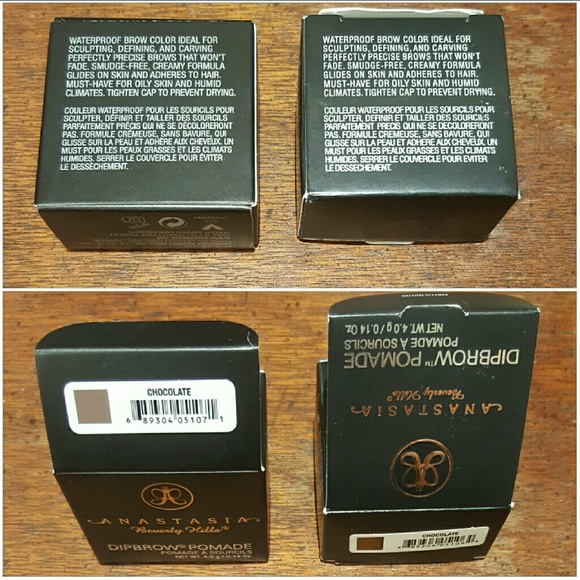 WATERPROOF BROW COLOR IDEAL FOR
SCULPTING, DEFINING, AND CARVING
PERFECTLY PRECISE BROWS THAT WON'T
FADE. SMUDGE-FREE, CREAMY FORMULA
GLIDES ON SKIN AND ADHERES TO HAIR.
MUST-HAVE FOR OILY SKIN AND HUMID
CLIMATES. TIGHTEN CAP TO PREVENT DRYING.
COULEUR WATERPROOF POUR LES SOURCILS POUR
SCULPTER, DÉFINIR ET TAILLER DES SOURCILS
PARFAITEMENT PRÉCIS QUI NE SE DÉCOLORERONT
PAS. FORMULE CRÉMEUSE, SANS BAVURE, QUI
GLISSE SUR LA PEAU ET ADHÈRE AUX CHEVEUX. UN
MUST POUR LES PEAUX GRASSES ET LES CLIMATS
HUMIDES. SERRER LE COUVERCLE POUR ÉVITER
LE DESSÈCHEMENT.
WATERPROOF BROW COLOR IDEAL FOR
SCULPTING, DEFINING, AND CARVING
PERFECTLY PRECISE BROWS THAT WON'T
FADE. SMUDGE-FREE, CREAMY FORMULA
GLIDES ON SKIN AND ADHERES TO HAIR.
MUST-HAVE FOR OILY SKIN AND HUMID
CLIMATES. TIGHTEN CAP TO PREVENT DRYING.
COULEUR WATERPROOF POUR LES SOURCILS POUR
SCULPTER, DÉFINIR ET TAILLER DES SOURCILS
PARFAITEMENT PRÉCIS QUI NE SE DÉCOLORERONT
PAS. FORMULE CRÉMEUSE, SANS BAVURE, QUI
GLISSE SUR LA PEAU ET ADHÈRE AUX CHEVEUX. UN
MUST POUR LES PEAUX GRASSES ET LES CLIMATS
HUMIDES. SERRER LE COUVERCLE POUR ÉVITER
LE DESSÈCHEMENT.
CHOCOLATE
6 89304 05107 1
ANASTASIA
Beverly Hills®
DIPBROW® POMADE
POMADE À SOURCILS
NET WT. 4.0 g / 0.14 Oz.
NET WT. 4.0 g / 0.14 Oz.
POMADE À SOURCILS
DIPBROW™ POMADE
Beverly Hills®
ANASTASIA
CHOCOLATE